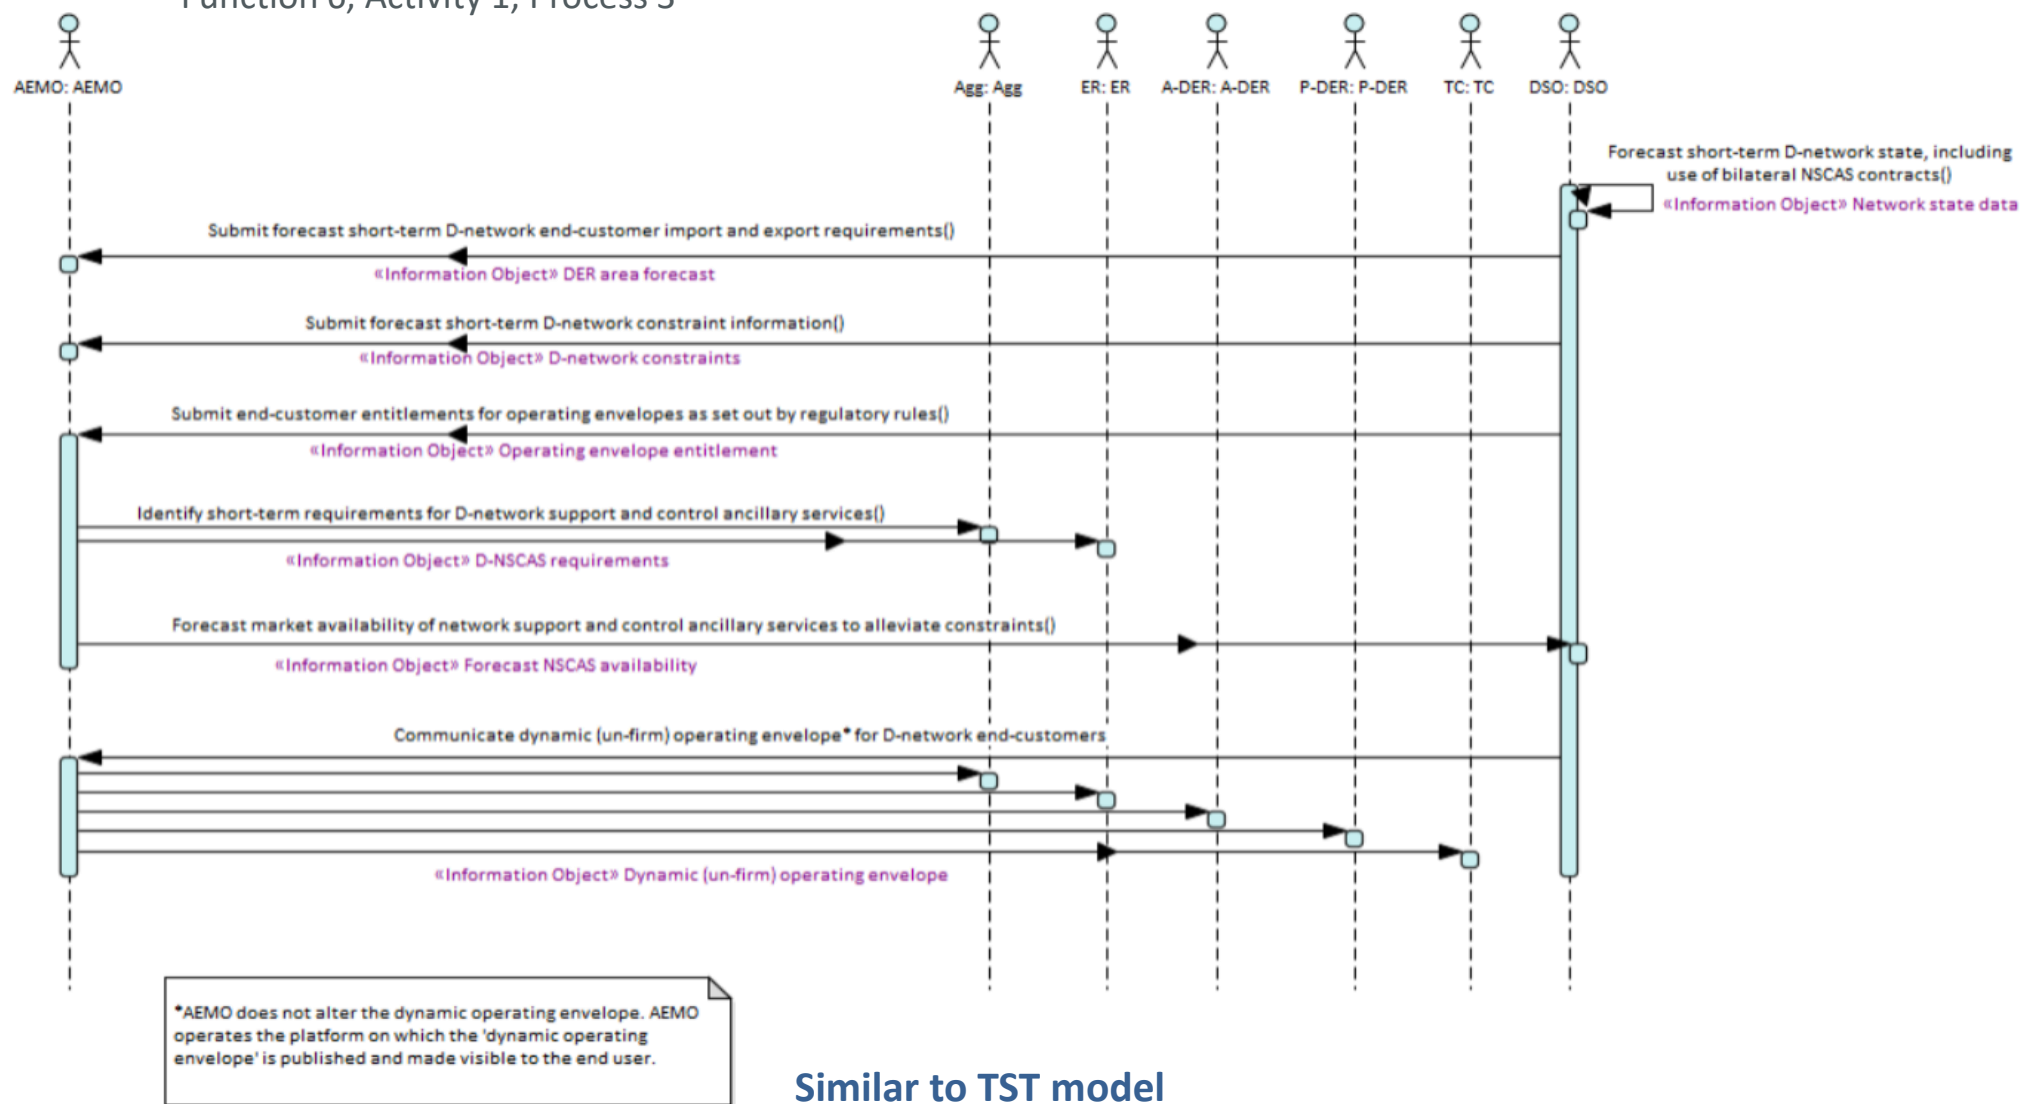 Function 6, Activity 1, Process 3
AEMO: AEMO
Agg: Agg
ER: ER
A-DER: A-DER
P-DER: P-DER
TC: TC
DSO: DSO
Forecast short-term D-network state, including
use of bilateral NSCAS contracts()
«Information Object» Network state data
Submit forecast short-term D-network end-customer import and export requirements()
«Information Object» DER area forecast
Submit forecast short-term D-network constraint information()
«Information Object» D-network constraints
Submit end-customer entitlements for operating envelopes as set out by regulatory rules()
«Information Object» Operating envelope entitlement
Identify short-term requirements for D-network support and control ancillary services()
«Information Object» D-NSCAS requirements
Forecast market availability of network support and control ancillary services to alleviate constraints()
«Information Object» Forecast NSCAS availability
Communicate dynamic (un-firm) operating envelope* for D-network end-customers
«Information Object» Dynamic (un-firm) operating envelope
*AEMO does not alter the dynamic operating envelope. AEMO
operates the platform on which the 'dynamic operating
envelope' is published and made visible to the end user.
Similar to TST model